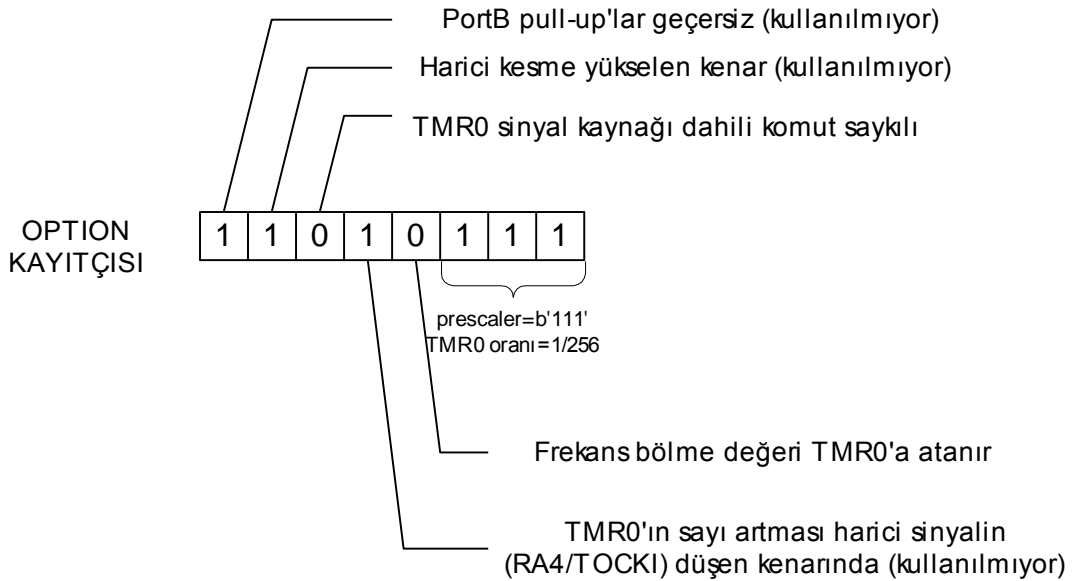 PortB pull-up'lar geçersiz (kullanılmıyor)
Harici kesme yükselen kenar (kullanılmıyor)
TMR0 sinyal kaynağı dahili komut saykılı
OPTION
KAYITÇISI
1 1 0 1 0 1 1 1
prescaler=b'111'
TMR0 oranı=1/256
Frekans bölme değeri TMR0'a atanır
TMR0'ın sayı artması harici sinyalin
(RA4/TOCKI) düşen kenarında (kullanılmıyor)